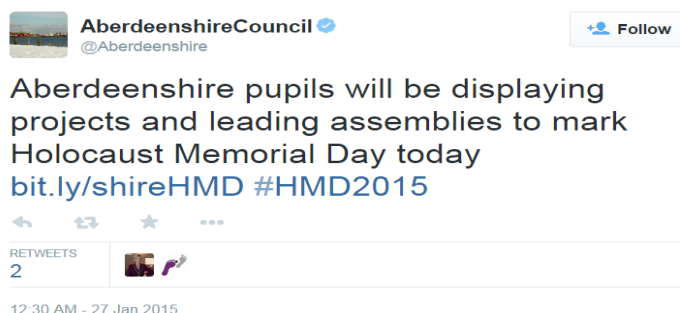 AberdeenshireCouncil
@Aberdeenshire
Follow
Aberdeenshire pupils will be displaying
projects and leading assemblies to mark
Holocaust Memorial Day today
bit.ly/shireHMD #HMD2015
RETWEETS
2
12:30 AM - 27 Jan 2015